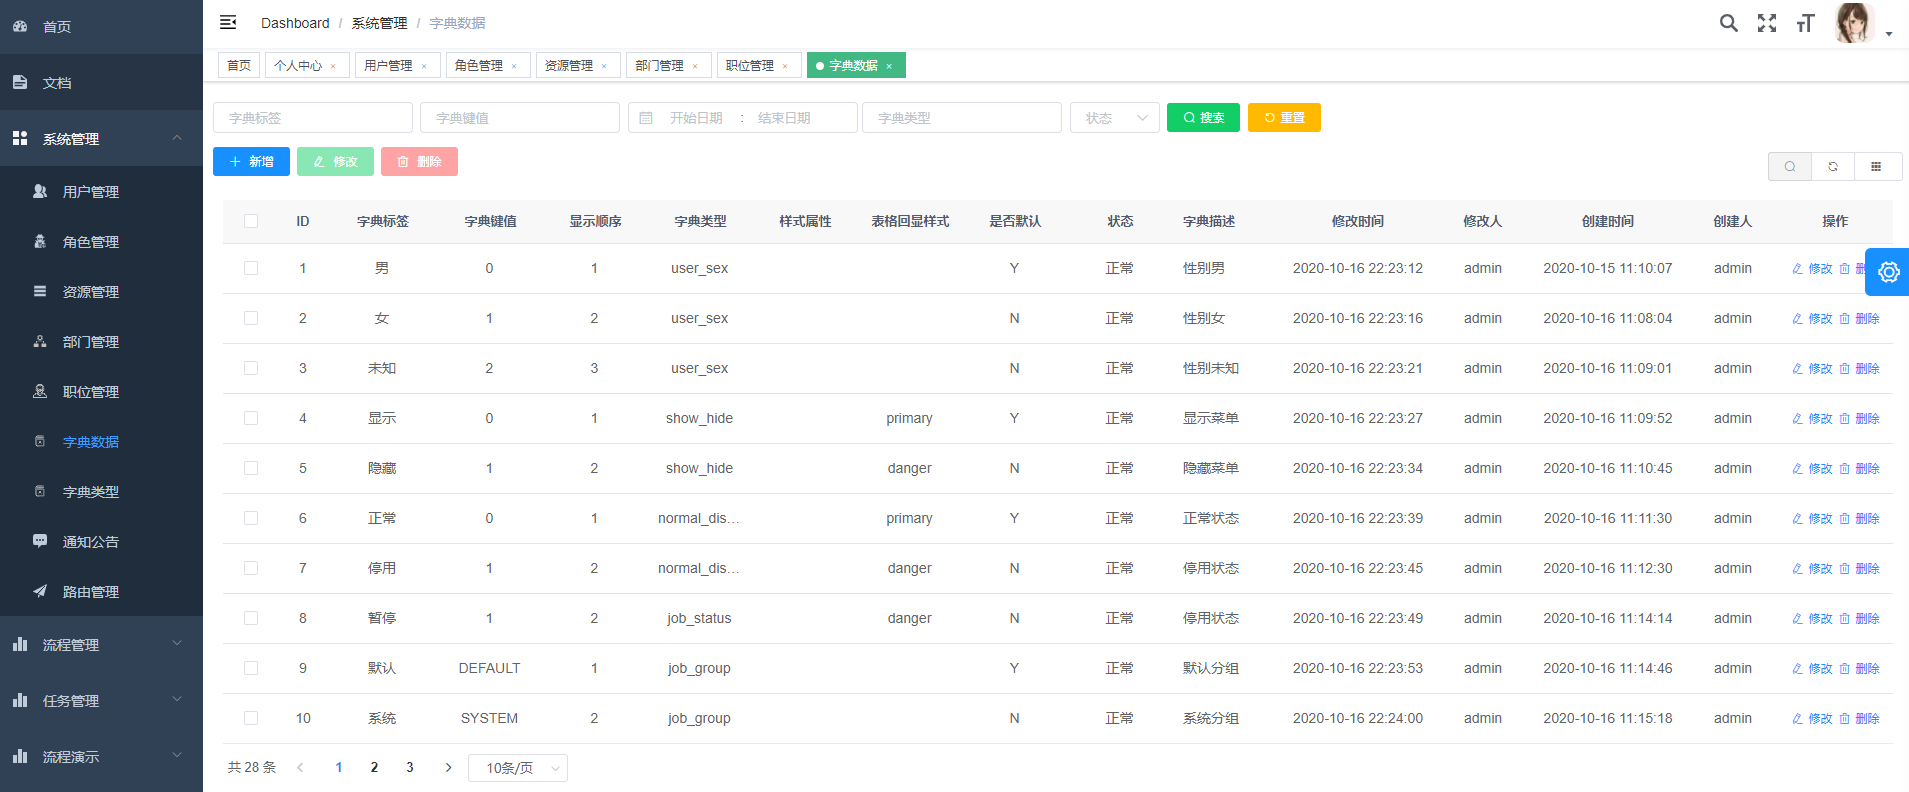 首页
文档
系统管理
用户管理
角色管理
资源管理
部门管理
职位管理
字典数据
字典类型
通知公告
路由管理
流程管理
任务管理
流程演示
Dashboard / 系统管理 / 字典数据
首页 个人中心 × 用户管理 × 角色管理 × 资源管理 × 部门管理 × 职位管理 × 字典数据 ×
字典标签 字典键值 开始日期 : 结束日期 字典类型 状态 搜索 重置
新增 修改 删除
ID 字典标签 字典键值 显示顺序 字典类型 样式属性 表格回显样式 是否默认 状态 字典描述 修改时间 修改人 创建时间 创建人 操作
1 男 0 1 user_sex Y 正常 性别男 2020-10-16 22:23:12 admin 2020-10-15 11:10:07 admin 修改
2 女 1 2 user_sex N 正常 性别女 2020-10-16 22:23:16 admin 2020-10-16 11:08:04 admin 修改 删除
3 未知 2 3 user_sex N 正常 性别未知 2020-10-16 22:23:21 admin 2020-10-16 11:09:01 admin 修改 删除
4 显示 0 1 show_hide primary Y 正常 显示菜单 2020-10-16 22:23:27 admin 2020-10-16 11:09:52 admin 修改 删除
5 隐藏 1 2 show_hide danger N 正常 隐藏菜单 2020-10-16 22:23:34 admin 2020-10-16 11:10:45 admin 修改 删除
6 正常 0 1 normal_dis... primary Y 正常 正常状态 2020-10-16 22:23:39 admin 2020-10-16 11:11:30 admin 修改 删除
7 停用 1 2 normal_dis... danger N 正常 停用状态 2020-10-16 22:23:45 admin 2020-10-16 11:12:30 admin 修改 删除
8 暂停 1 2 job_status danger N 正常 停用状态 2020-10-16 22:23:49 admin 2020-10-16 11:14:14 admin 修改 删除
9 默认 DEFAULT 1 job_group Y 正常 默认分组 2020-10-16 22:23:53 admin 2020-10-16 11:14:46 admin 修改 删除
10 系统 SYSTEM 2 job_group N 正常 系统分组 2020-10-16 22:24:00 admin 2020-10-16 11:15:18 admin 修改 删除
共 28 条 1 2 3 10条/页